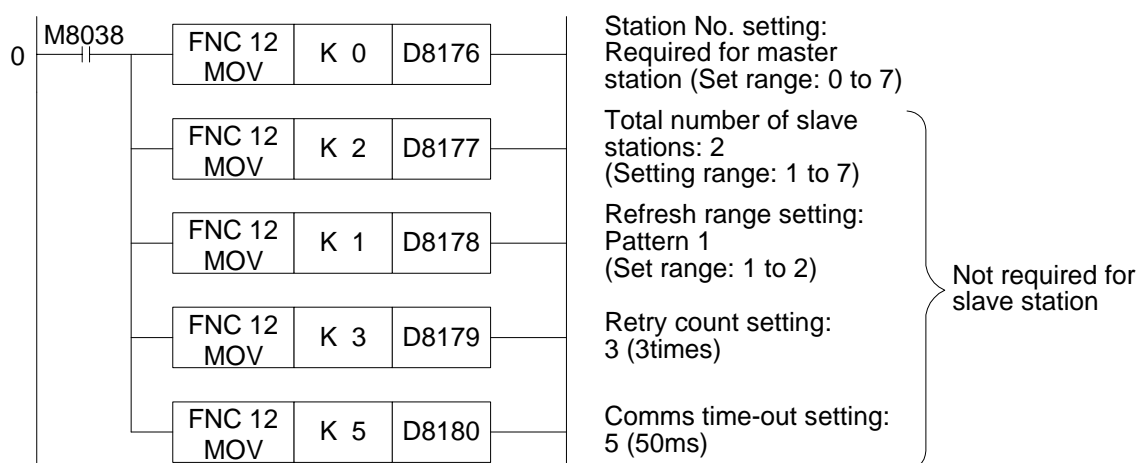 M8038
0
FNC 12
MOV
K 0
D8176
Station No. setting:
Required for master
station (Set range: 0 to 7)
FNC 12
MOV
K 2
D8177
Total number of slave
stations: 2
(Setting range: 1 to 7)
FNC 12
MOV
K 1
D8178
Refresh range setting:
Pattern 1
(Set range: 1 to 2)
FNC 12
MOV
K 3
D8179
Retry count setting:
3 (3times)
FNC 12
MOV
K 5
D8180
Comms time-out setting:
5 (50ms)
Not required for
slave station